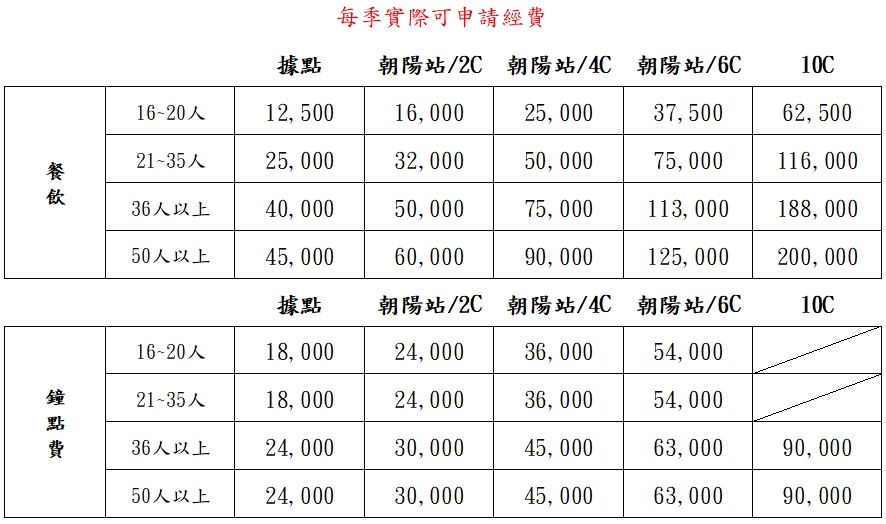 每季實際可申請經費
據點 朝陽站/2C 朝陽站/4C 朝陽站/6C 10C
餐飲
16~20人 12,500 16,000 25,000 37,500 62,500
21~35人 25,000 32,000 50,000 75,000 116,000
36人以上 40,000 50,000 75,000 113,000 188,000
50人以上 45,000 60,000 90,000 125,000 200,000
據點 朝陽站/2C 朝陽站/4C 朝陽站/6C 10C
鐘點費
16~20人 18,000 24,000 36,000 54,000
21~35人 18,000 24,000 36,000 54,000
36人以上 24,000 30,000 45,000 63,000 90,000
50人以上 24,000 30,000 45,000 63,000 90,000